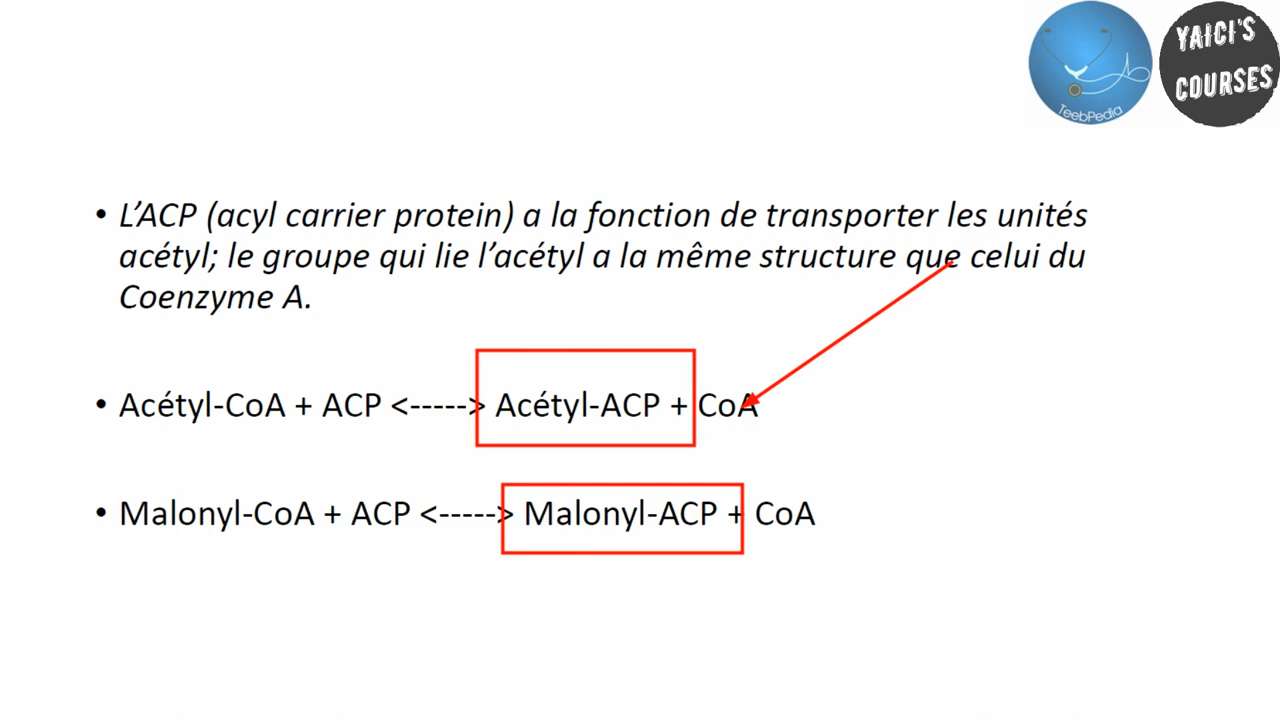 YAICI'S
COURSES
TeebPedia
• L’ACP (acyl carrier protein) a la fonction de transporter les unités
acétyl; le groupe qui lie l’acétyl a la même structure que celui du
Coenzyme A.
• Acétyl-CoA + ACP <-----> Acétyl-ACP + CoA
• Malonyl-CoA + ACP <-----> Malonyl-ACP + CoA